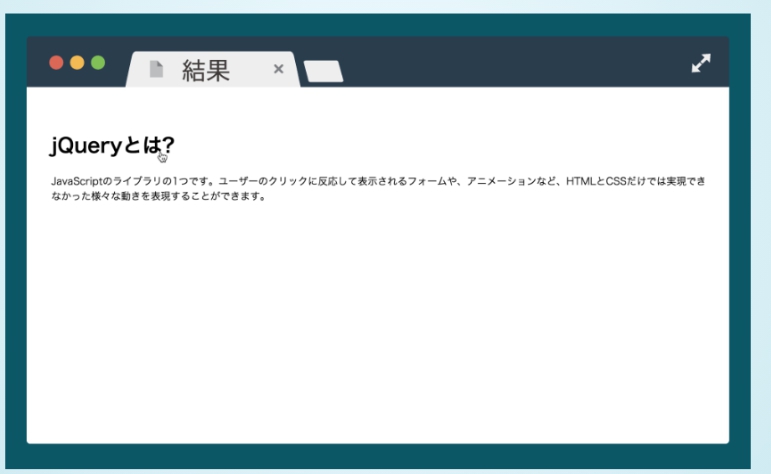 結果
jQueryとは?
JavaScriptのライブラリの1つです。ユーザーのクリックに反応して表示されるフォームや、アニメーションなど、HTMLとCSSだけでは実現でき
なかった様々な動きを表現することができます。